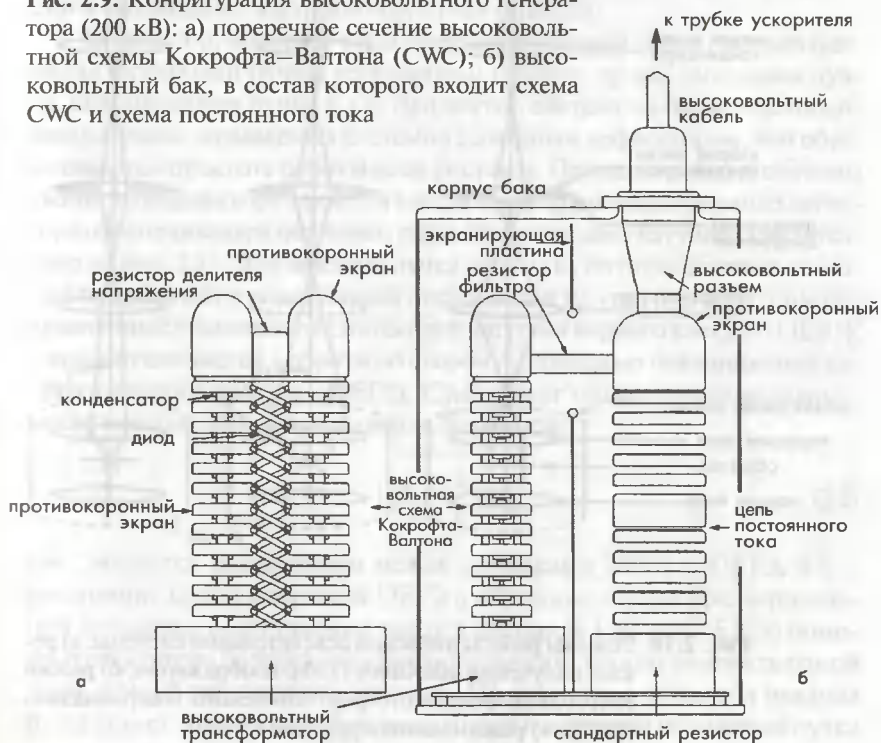 Рис. 2.9. Конфигурация высоковольтного генера-
тора (200 кВ): а) поречное сечение высоковоль-
тной схемы Кокрофта–Валтона (CWC); б) высо-
ковольтный бак, в состав которого входит схема
CWC и схема постоянного тока
к трубке ускорителя
высоковольтный
кабель
корпус бака
экранирующая
пластина
резистор
фильтра
высоковольтный
разъем
противокоронный
экран
противокоронный
экран
резистор делителя
напряжения
конденсатор
диод
противокоронный
экран
высоко-
вольтная
схема
Кокрофта-
Валтона
цепь
постоянного
тока
а
б
высоковольтный
трансформатор
стандартный резистор